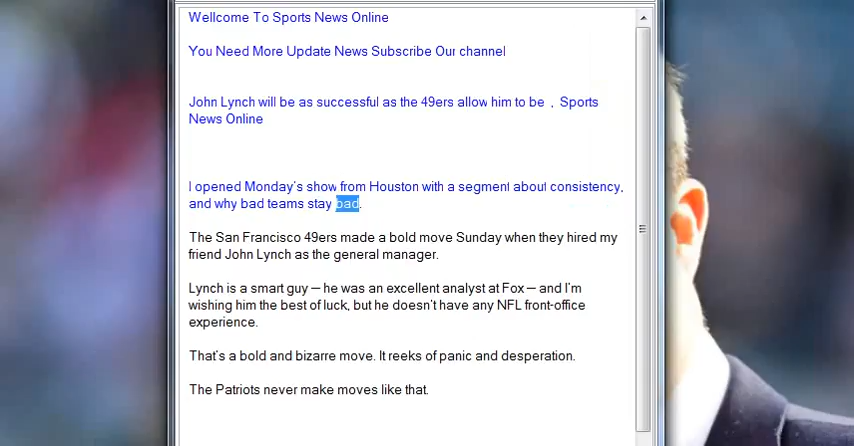 Wellcome To Sports News Online
You Need More Update News Subscribe Our channel
John Lynch will be as successful as the 49ers allow him to be , Sports
News Online
I opened Monday's show from Houston with a segment about consistency,
and why bad teams stay bad.
The San Francisco 49ers made a bold move Sunday when they hired my
friend John Lynch as the general manager.
Lynch is a smart guy — he was an excellent analyst at Fox — and I'm
wishing him the best of luck, but he doesn't have any NFL front-office
experience.
That's a bold and bizarre move. It reeks of panic and desperation.
The Patriots never make moves like that.